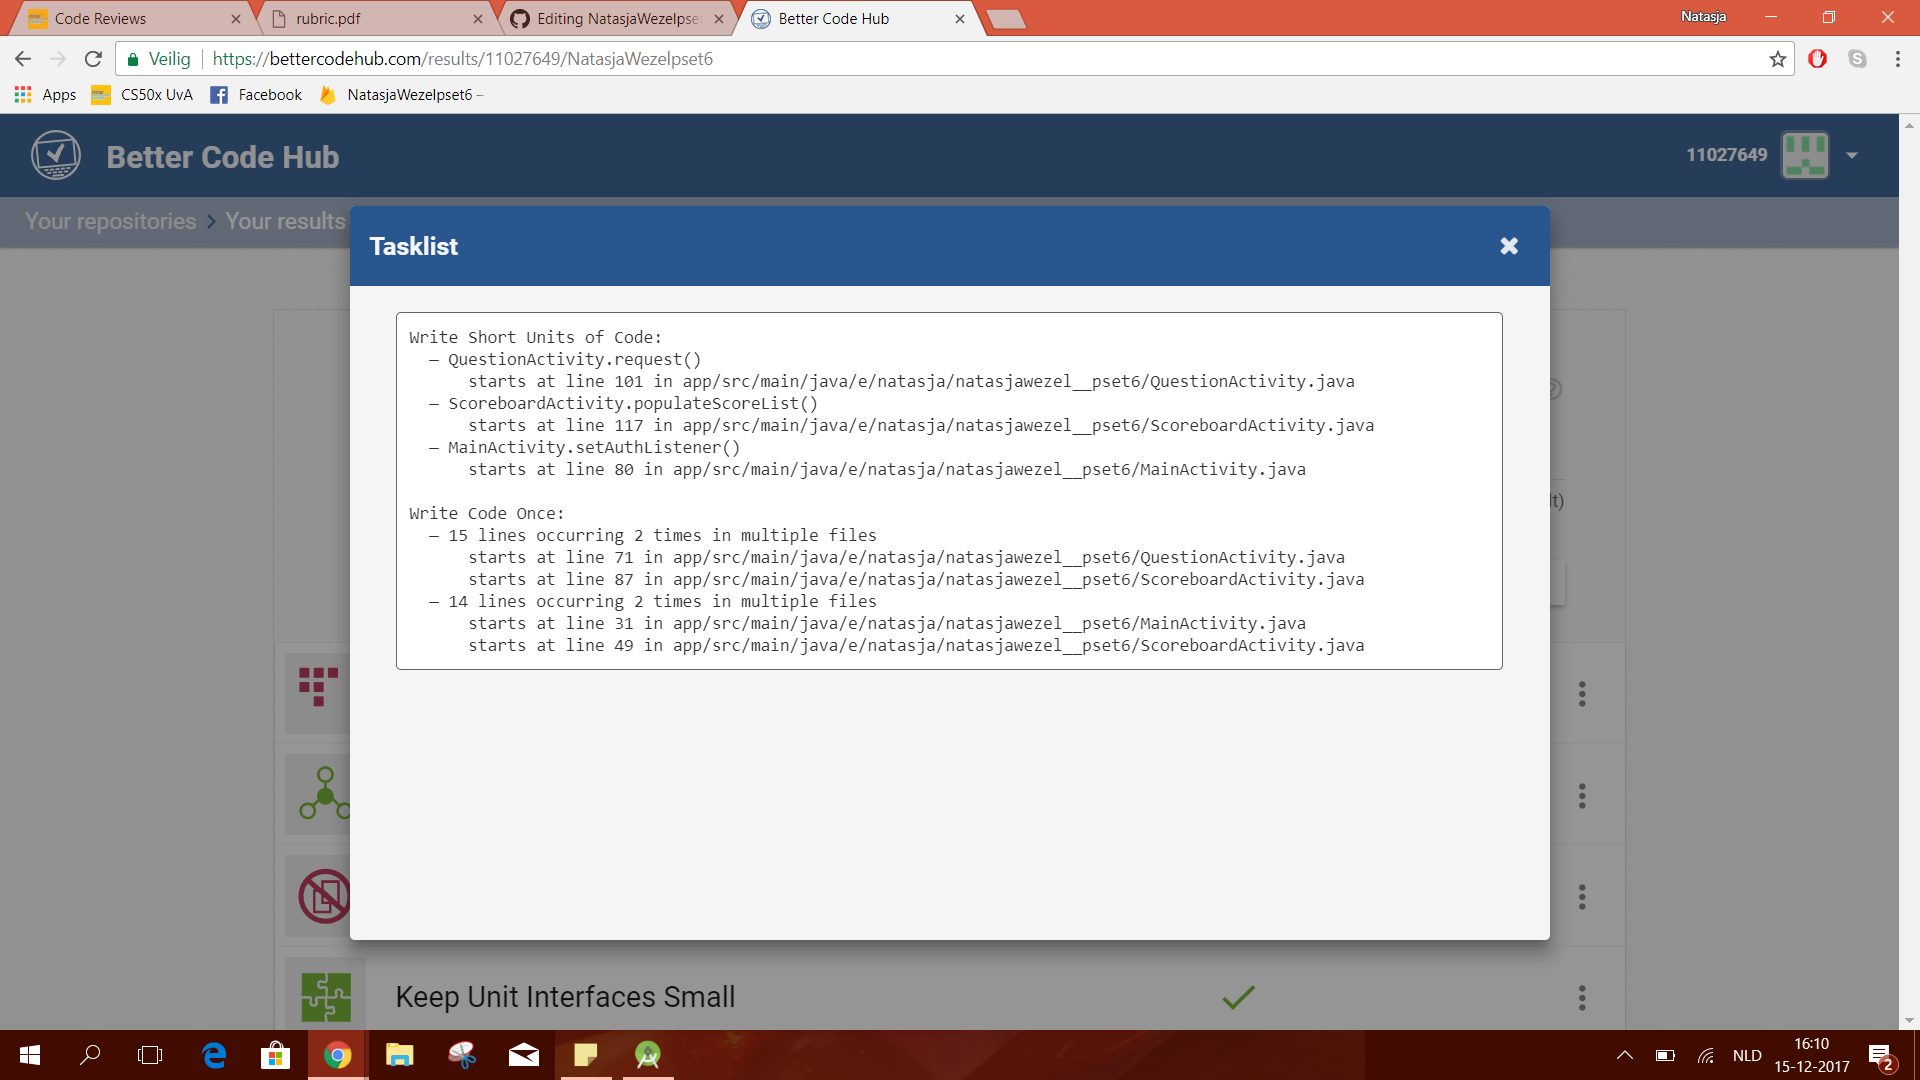 Code Reviews
rubric.pdf
Editing NatasjaWezelpset
Better Code Hub
Natasja
Veilig
https://bettercodehub.com/results/11027649/NatasjaWezelpset6
Apps
CS50x UvA
Facebook
NatasjaWezelpset6 –
Better Code Hub
11027649
Your repositories > Your results
Tasklist
Write Short Units of Code:
– QuestionActivity.request()
starts at line 101 in app/src/main/java/e/natasja/natasjawezel__pset6/QuestionActivity.java
– ScoreboardActivity.populateScoreList()
starts at line 117 in app/src/main/java/e/natasja/natasjawezel__pset6/ScoreboardActivity.java
– MainActivity.setAuthListener()
starts at line 80 in app/src/main/java/e/natasja/natasjawezel__pset6/MainActivity.java
Write Code Once:
– 15 lines occurring 2 times in multiple files
starts at line 71 in app/src/main/java/e/natasja/natasjawezel__pset6/QuestionActivity.java
starts at line 87 in app/src/main/java/e/natasja/natasjawezel__pset6/ScoreboardActivity.java
– 14 lines occurring 2 times in multiple files
starts at line 31 in app/src/main/java/e/natasja/natasjawezel__pset6/MainActivity.java
starts at line 49 in app/src/main/java/e/natasja/natasjawezel__pset6/ScoreboardActivity.java
lt)
Keep Unit Interfaces Small
NLD
16:10
15-12-2017
2